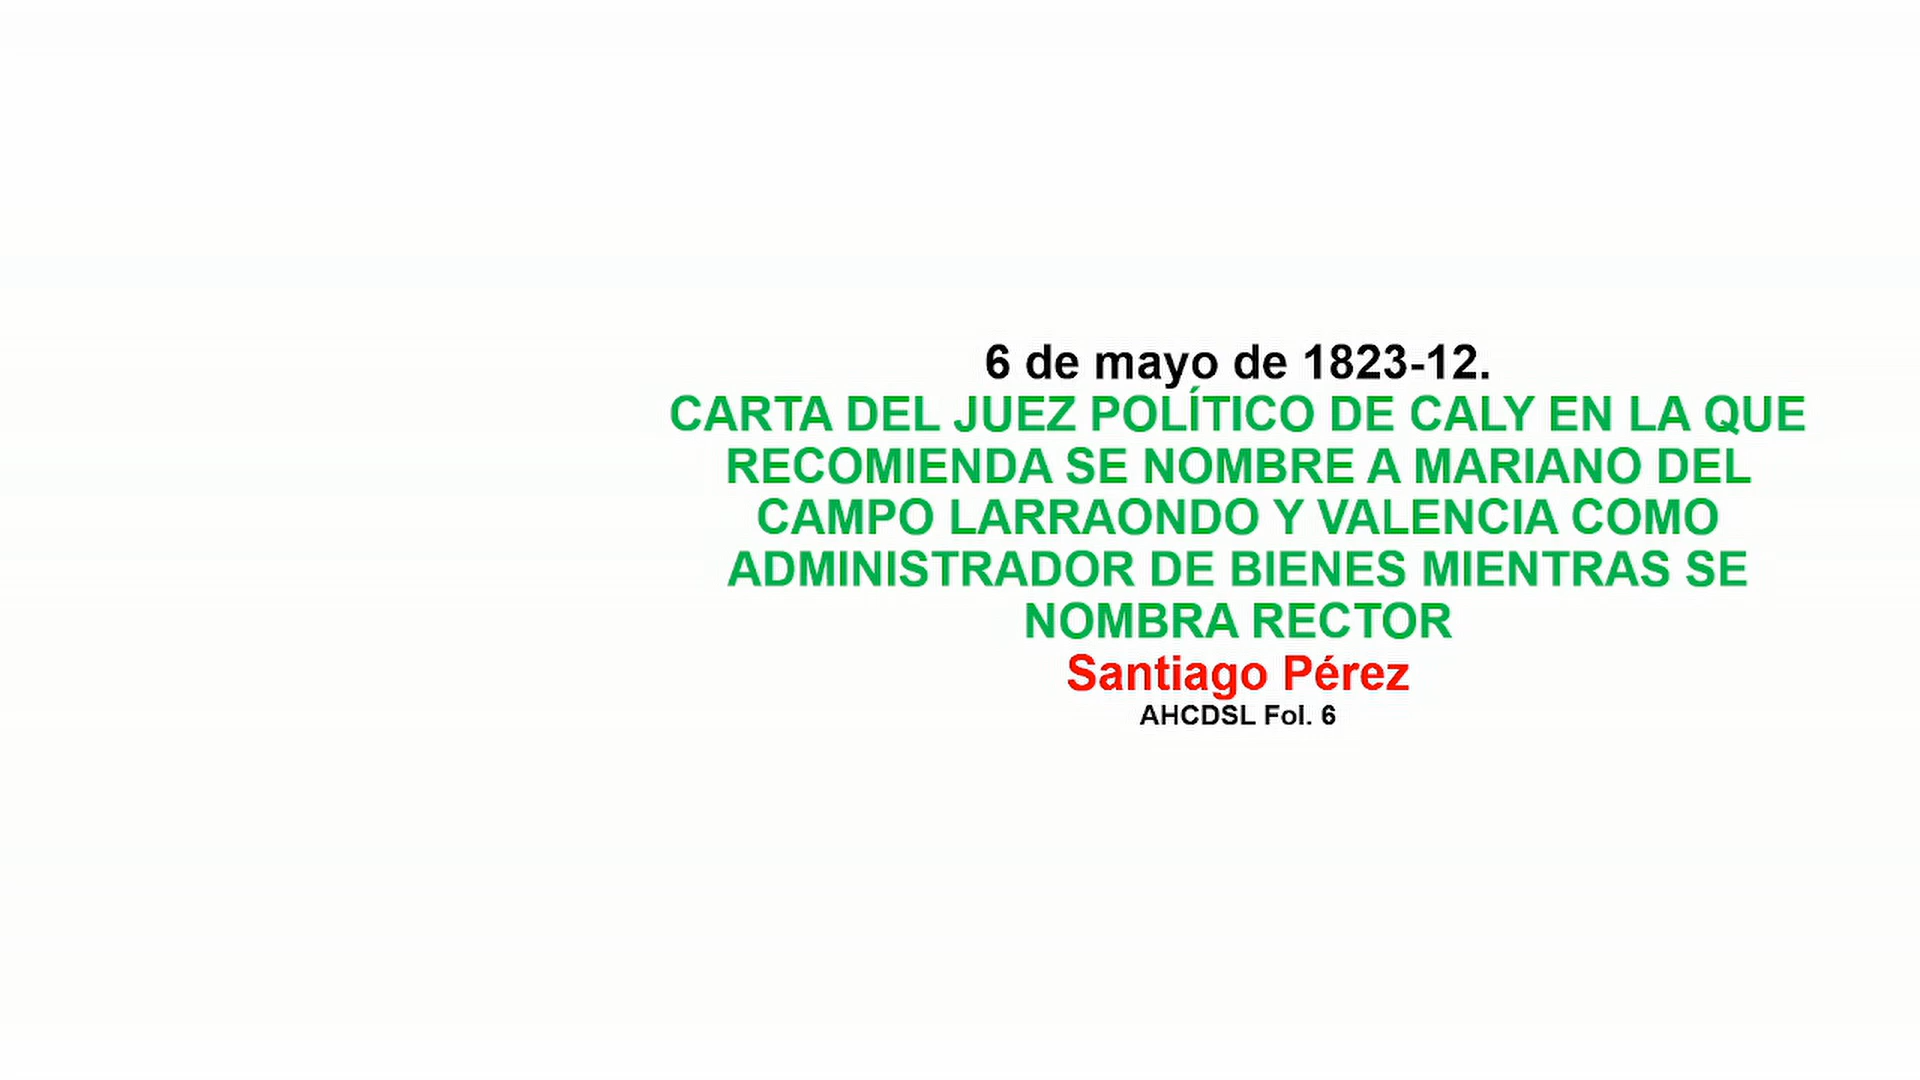 6 de mayo de 1823-12.
CARTA DEL JUEZ POLÍTICO DE CALY EN LA QUE
RECOMIENDA SE NOMBRE A MARIANO DEL
CAMPO LARRAONDO Y VALENCIA COMO
ADMINISTRADOR DE BIENES MIENTRAS SE
NOMBRA RECTOR
Santiago Pérez
AHCDSL Fol. 6